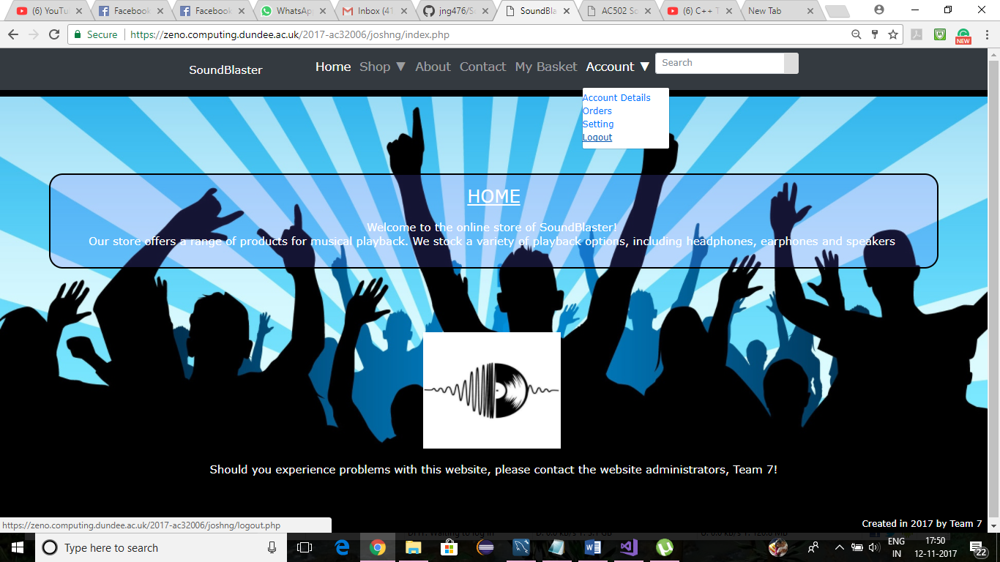 (6) YouTu
Facebook
Facebook
WhatsAp
Inbox (41
jng476/S
SoundBla
AC502 So
(6) C++ T
New Tab
Secure
https://zeno.computing.dundee.ac.uk/2017-ac32006/joshng/index.php
NEW
SoundBlaster
Home Shop ▼ About Contact My Basket Account ▼ Search
Account Details
Orders
Setting
Logout
HOME
Welcome to the online store of SoundBlaster!
Our store offers a range of products for musical playback. We stock a variety of playback options, including headphones, earphones and speakers
Should you experience problems with this website, please contact the website administrators, Team 7!
https://zeno.computing.dundee.ac.uk/2017-ac32006/joshng/logout.php
Created in 2017 by Team 7
Type here to search
ENG
IN
17:50
12-11-2017
22